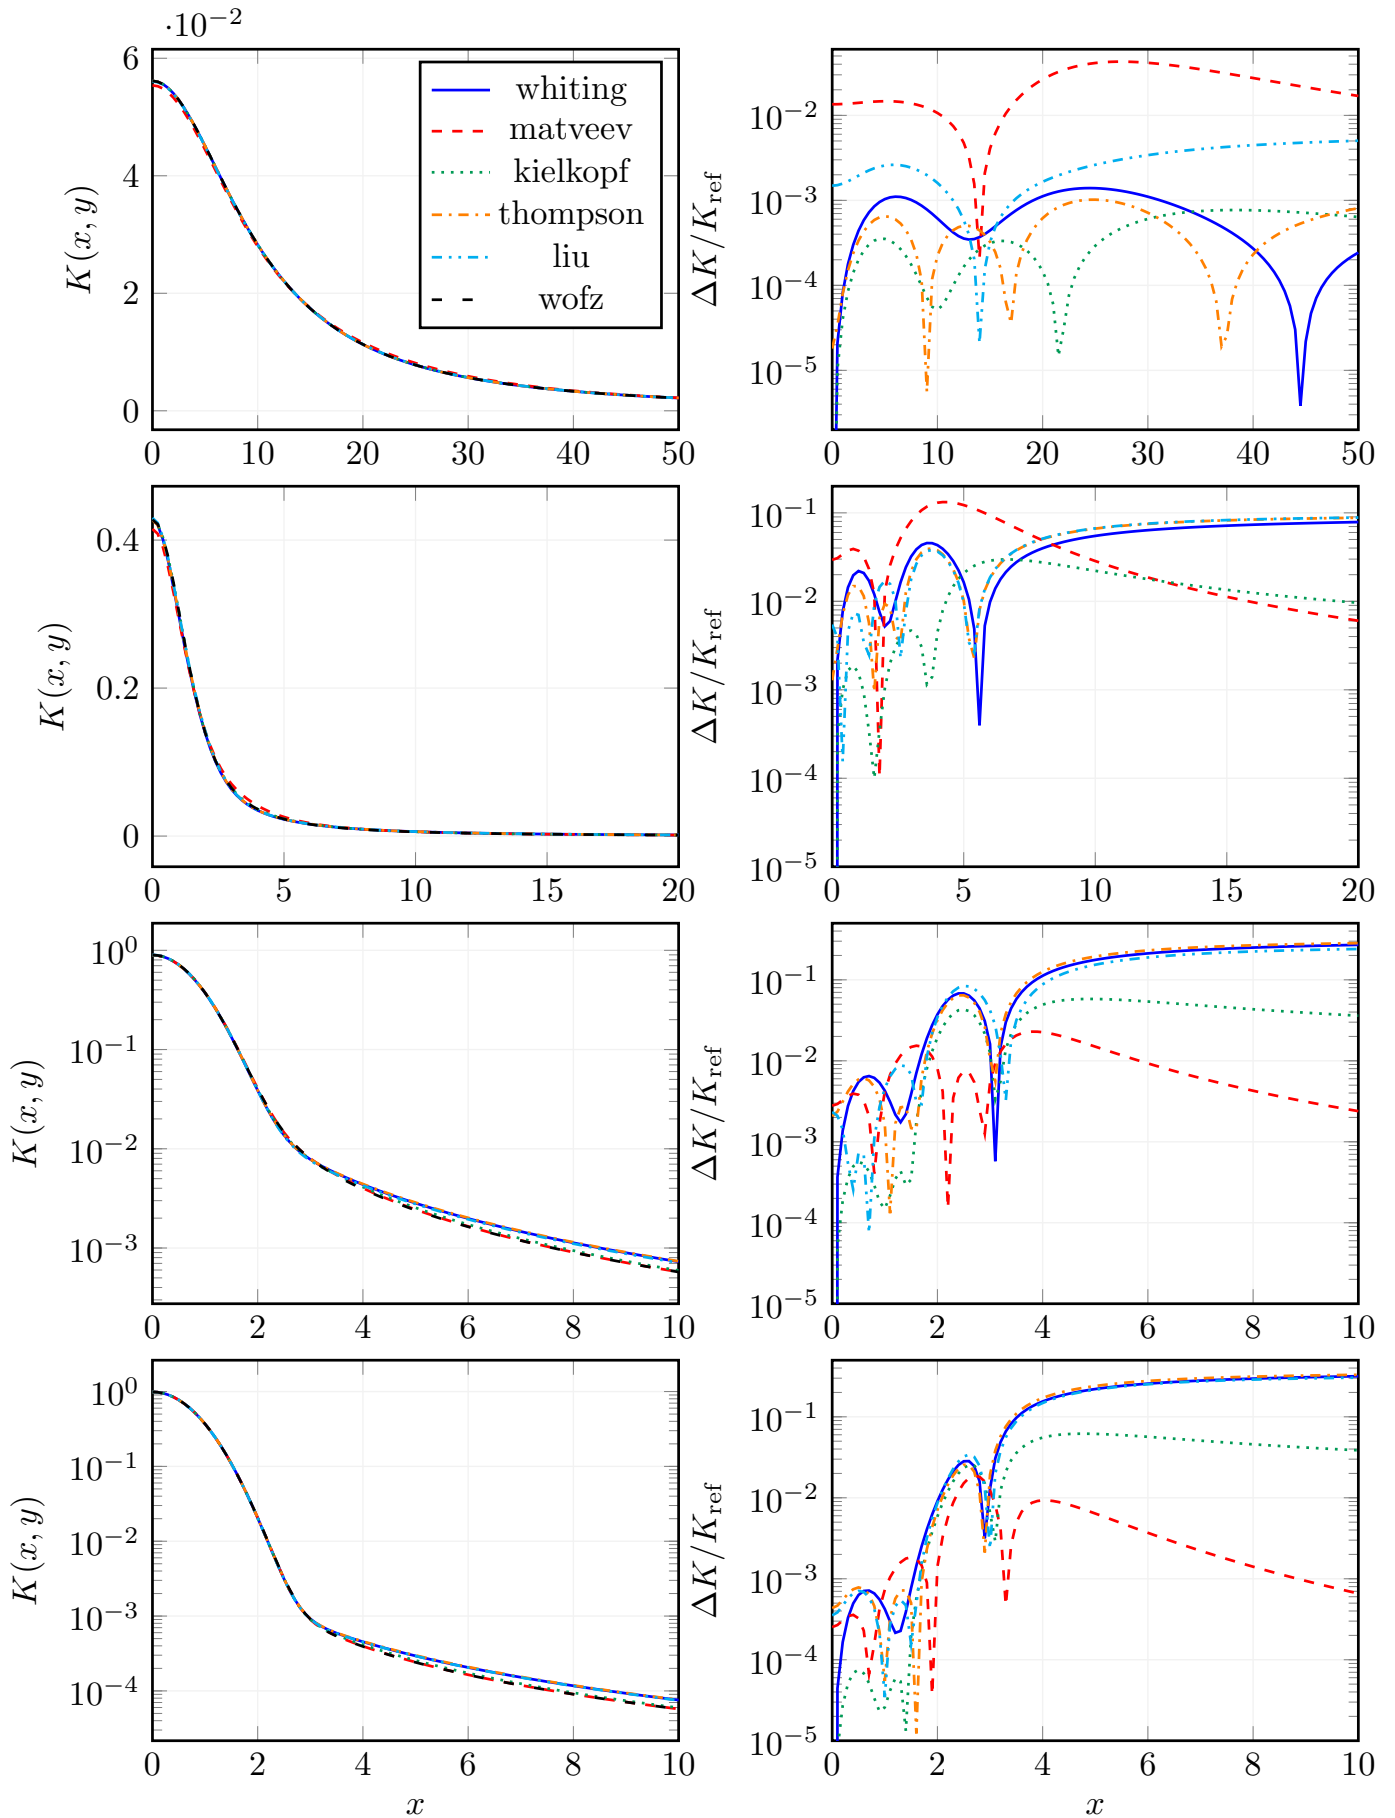 ·10⁻²
6
4
2
0
K(x, y)
whiting
matveev
kielkopf
thompson
liu
wofz
0 10 20 30 40 50
10⁻²
10⁻³
10⁻⁴
10⁻⁵
ΔK/K_ref
0 10 20 30 40 50
0.4
0.2
0
K(x, y)
0 5 10 15 20
10⁻¹
10⁻²
10⁻³
10⁻⁴
10⁻⁵
ΔK/K_ref
0 5 10 15 20
10⁰
10⁻¹
10⁻²
10⁻³
K(x, y)
0 2 4 6 8 10
10⁻¹
10⁻²
10⁻³
10⁻⁴
10⁻⁵
ΔK/K_ref
0 2 4 6 8 10
10⁰
10⁻¹
10⁻²
10⁻³
10⁻⁴
K(x, y)
0 2 4 6 8 10
x
10⁻¹
10⁻²
10⁻³
10⁻⁴
10⁻⁵
ΔK/K_ref
0 2 4 6 8 10
x